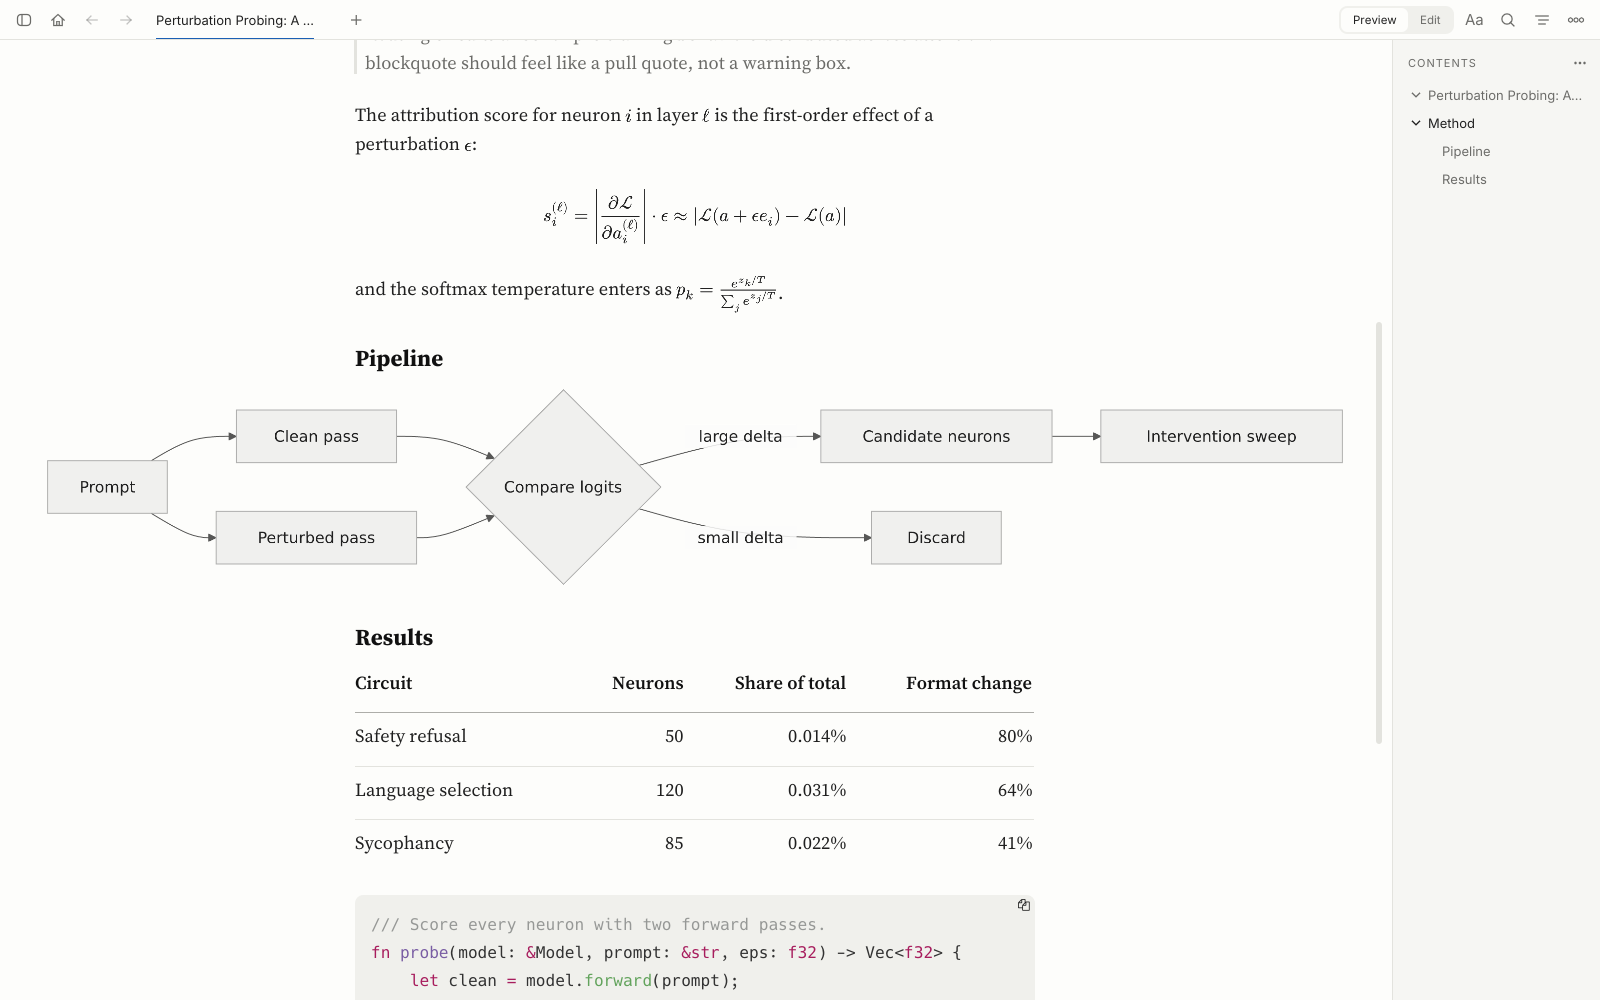 Perturbation Probing: A ...
Preview
Edit
Aa
blockquote should feel like a pull quote, not a warning box.
The attribution score for neuron i in layer ℓ is the first-order effect of a
perturbation ϵ:
s_i^(ℓ) = |∂ℒ/∂a_i^(ℓ)| · ϵ ≈ |ℒ(a + ϵe_i) − ℒ(a)|
and the softmax temperature enters as p_k = e^{z_k/T} / ∑_j e^{z_j/T}.
Pipeline
Prompt
Clean pass
Perturbed pass
Compare logits
large delta
small delta
Candidate neurons
Discard
Intervention sweep
Results
Circuit Neurons Share of total Format change
Safety refusal 50 0.014% 80%
Language selection 120 0.031% 64%
Sycophancy 85 0.022% 41%
/// Score every neuron with two forward passes.
fn probe(model: &Model, prompt: &str, eps: f32) -> Vec<f32> {
let clean = model.forward(prompt);
CONTENTS
Perturbation Probing: A...
Method
Pipeline
Results